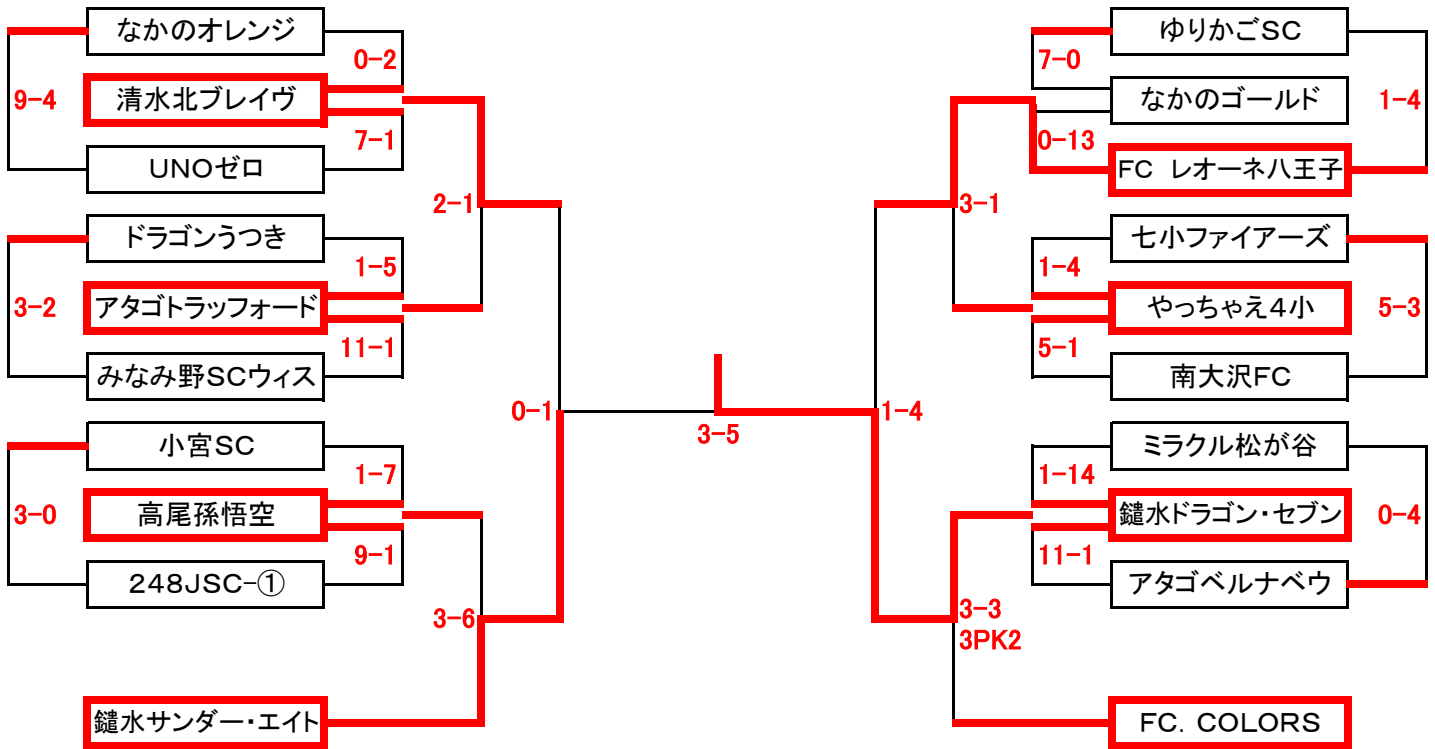 なかのオレンジ
0-2
9-4
清水北ブレイヴ
7-1
UNOゼロ
2-1
ドラゴンうつき
1-5
3-2
アタゴトラッフォード
11-1
みなみ野SCウィス
0-1
小宮SC
1-7
3-0
高尾孫悟空
9-1
248JSC-①
3-6
鑓水サンダー・エイト
3-5
ゆりかごSC
7-0
なかのゴールド
1-4
0-13
FC レオーネ八王子
3-1
七小ファイアーズ
1-4
やっちゃえ4小
5-3
5-1
南大沢FC
1-4
ミラクル松が谷
1-14
鑓水ドラゴン・セブン
0-4
11-1
アタゴベルナベウ
3-3
3PK2
FC. COLORS